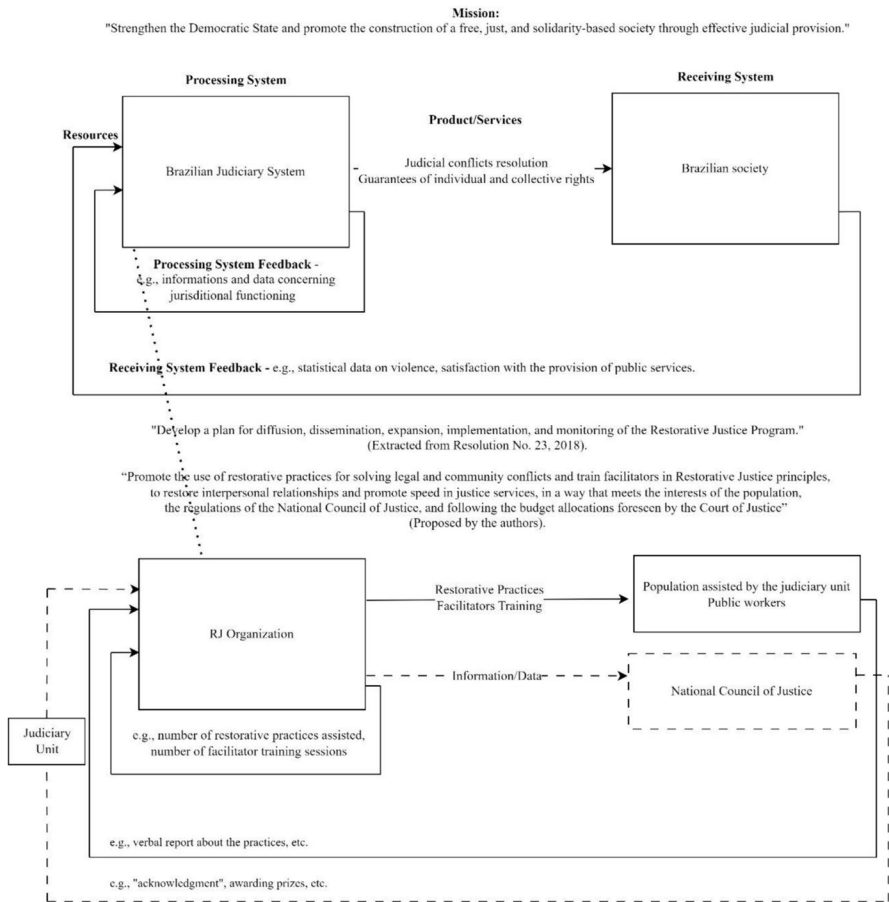 Mission:
"Strengthen the Democratic State and promote the construction of a free, just, and solidarity-based society through effective judicial provision."
Processing System
Receiving System
Product/Services
Resources
Brazilian Judiciary System
Judicial conflicts resolution
Guarantees of individual and collective rights
Brazilian society
Processing System Feedback -
e.g., informations and data concerning
jurisditional functioning
Receiving System Feedback - e.g., statistical data on violence, satisfaction with the provision of public services.
"Develop a plan for diffusion, dissemination, expansion, implementation, and monitoring of the Restorative Justice Program."
(Extracted from Resolution No. 23, 2018).
“Promote the use of restorative practices for solving legal and community conflicts and train facilitators in Restorative Justice principles,
to restore interpersonal relationships and promote speed in justice services, in a way that meets the interests of the population,
the regulations of the National Council of Justice, and following the budget allocations foreseen by the Court of Justice”
(Proposed by the authors).
RJ Organization
Restorative Practices
Facilitators Training
Population assisted by the judiciary unit
Public workers
Information/Data
National Council of Justice
Judiciary
Unit
e.g., number of restorative practices assisted,
number of facilitator training sessions
e.g., verbal report about the practices, etc.
e.g., "acknowledgment", awarding prizes, etc.